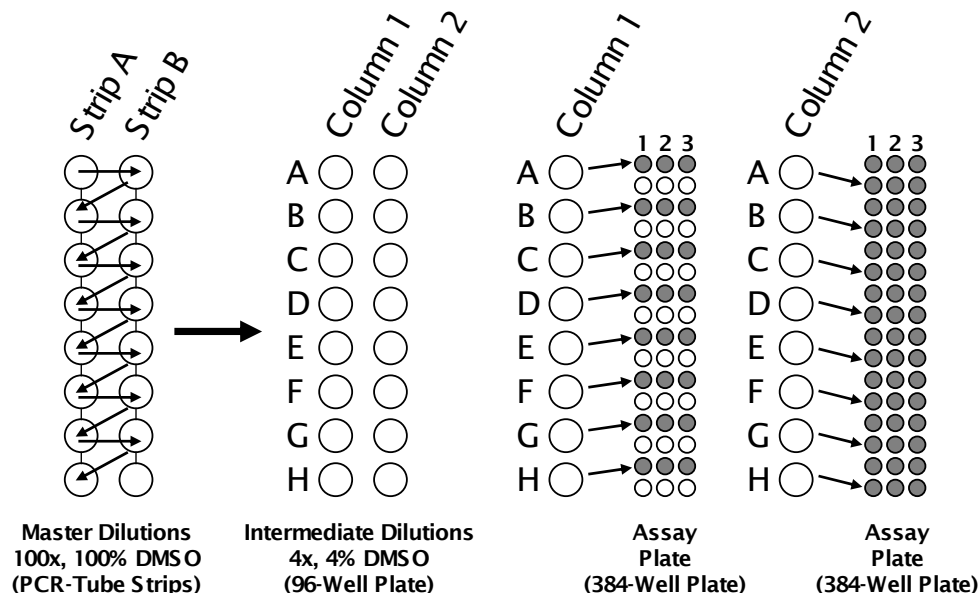 Strip A
Strip B
Column 1
Column 2
Column 1
Column 2
1 2 3
1 2 3
A
B
C
D
E
F
G
H
A
B
C
D
E
F
G
H
A
B
C
D
E
F
G
H
Master Dilutions
100x, 100% DMSO
(PCR-Tube Strips)
Intermediate Dilutions
4x, 4% DMSO
(96-Well Plate)
Assay
Plate
(384-Well Plate)
Assay
Plate
(384-Well Plate)